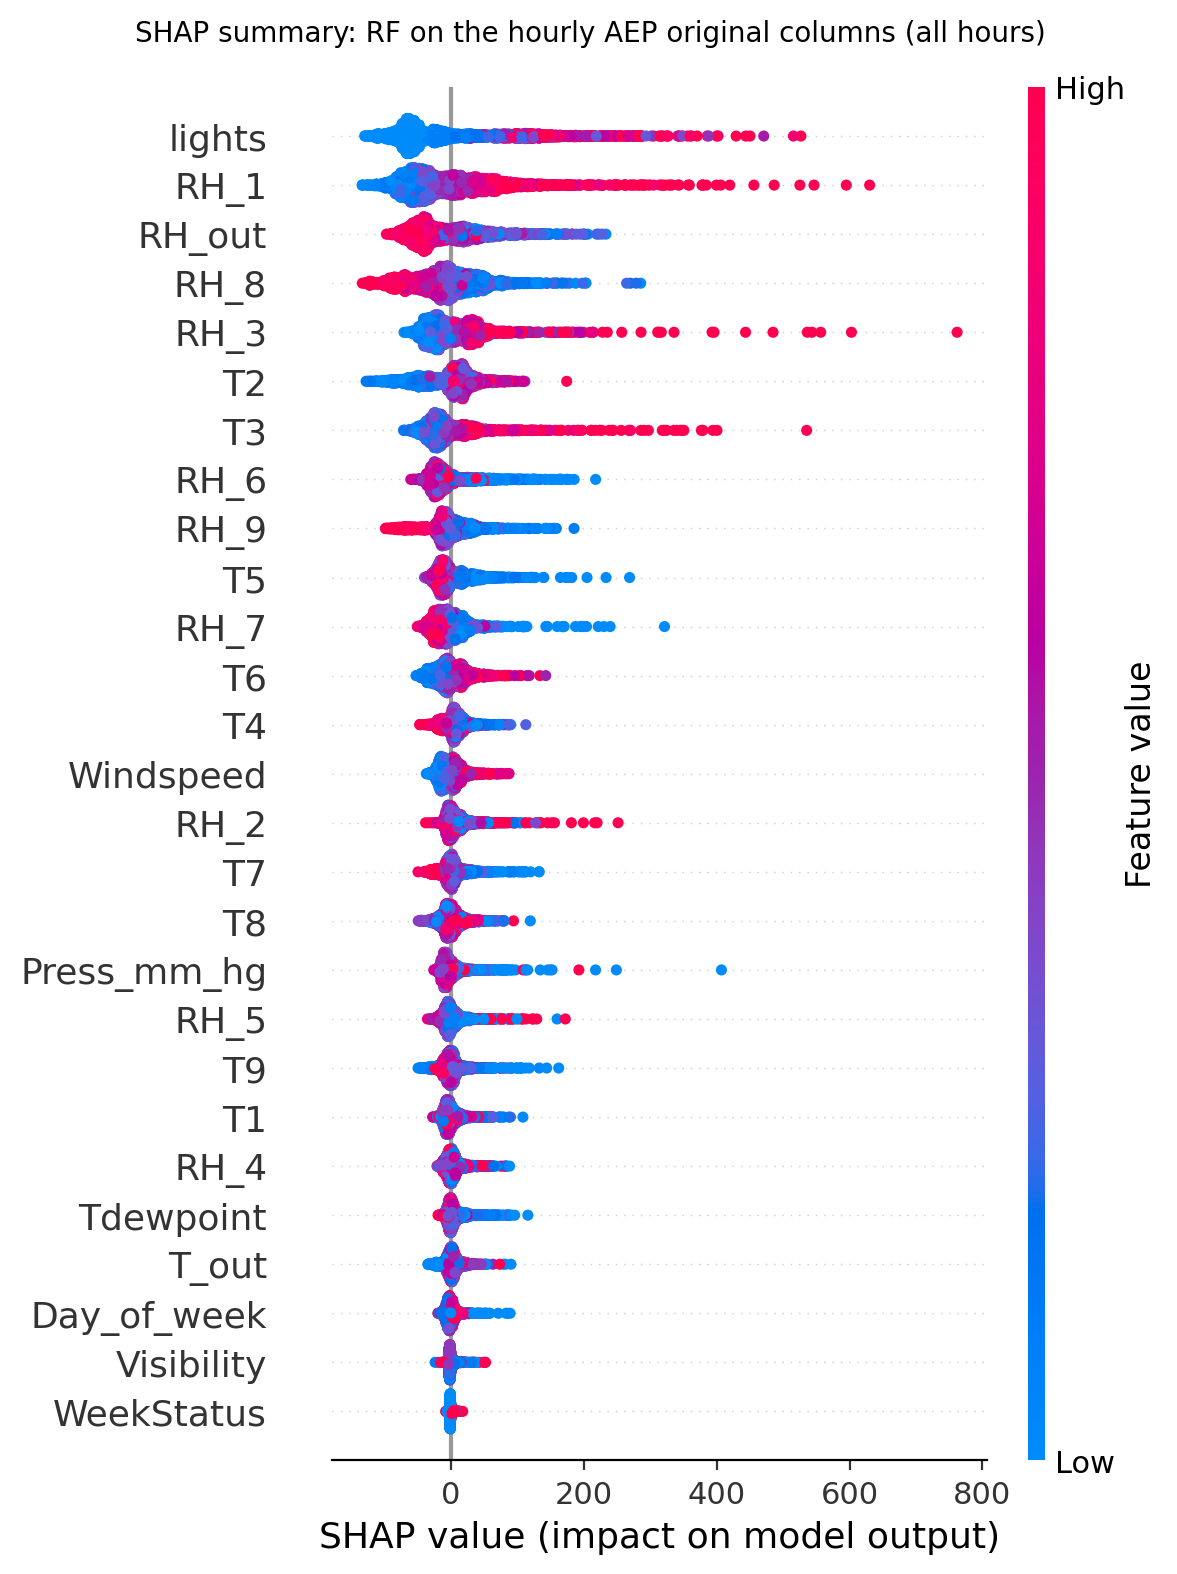 SHAP summary: RF on the hourly AEP original columns (all hours)
High
lights
RH_1
RH_out
RH_8
RH_3
T2
T3
RH_6
RH_9
T5
RH_7
T6
T4
Windspeed
RH_2
T7
T8
Press_mm_hg
RH_5
T9
T1
RH_4
Tdewpoint
T_out
Day_of_week
Visibility
WeekStatus
Feature value
Low
0 200 400 600 800
SHAP value (impact on model output)